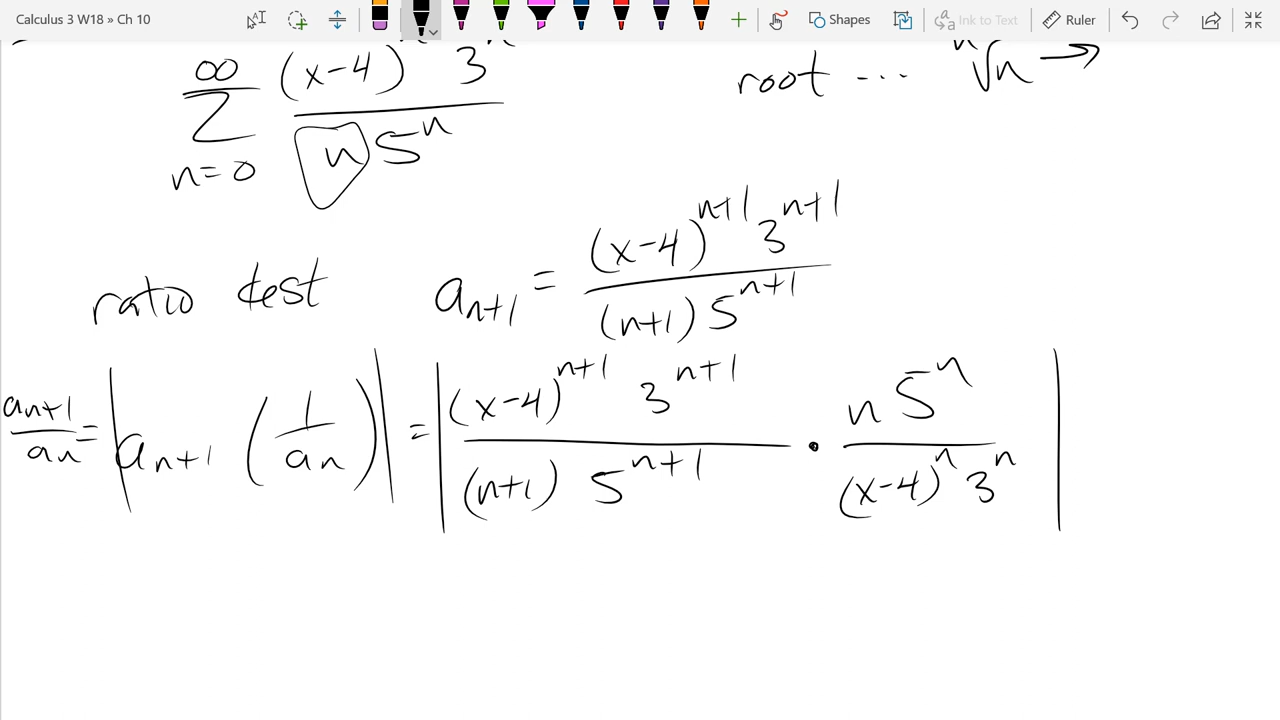 Calculus 3 W18 » Ch 10
Shapes
Ink to Text
Ruler
∞ Σ n=0 (x-4)^n 3^n / n 5^n
root ... ⁿ√n →
ratio test
a_{n+1} = (x-4)^{n+1} 3^{n+1} / (n+1) 5^{n+1}
a_{n+1} / a_n = | a_{n+1} ( 1 / a_n ) | = | (x-4)^{n+1} 3^{n+1} / (n+1) 5^{n+1} · n 5^n / (x-4)^n 3^n |